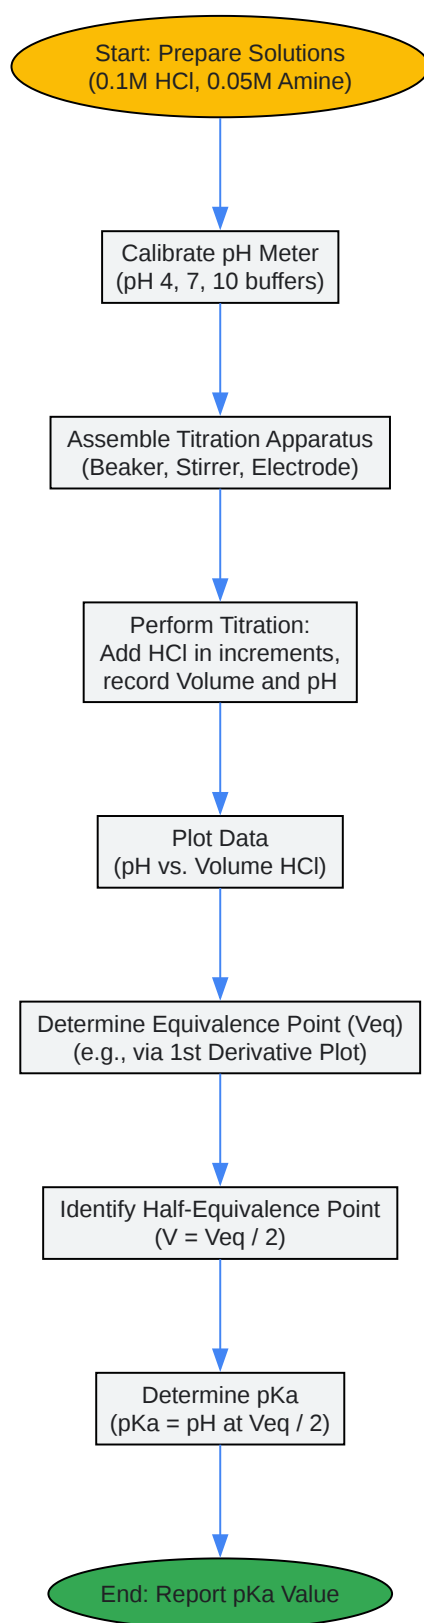 Start: Prepare Solutions
(0.1M HCl, 0.05M Amine)
Calibrate pH Meter
(pH 4, 7, 10 buffers)
Assemble Titration Apparatus
(Beaker, Stirrer, Electrode)
Perform Titration:
Add HCl in increments,
record Volume and pH
Plot Data
(pH vs. Volume HCl)
Determine Equivalence Point (Veq)
(e.g., via 1st Derivative Plot)
Identify Half-Equivalence Point
(V = Veq / 2)
Determine pKa
(pKa = pH at Veq / 2)
End: Report pKa Value